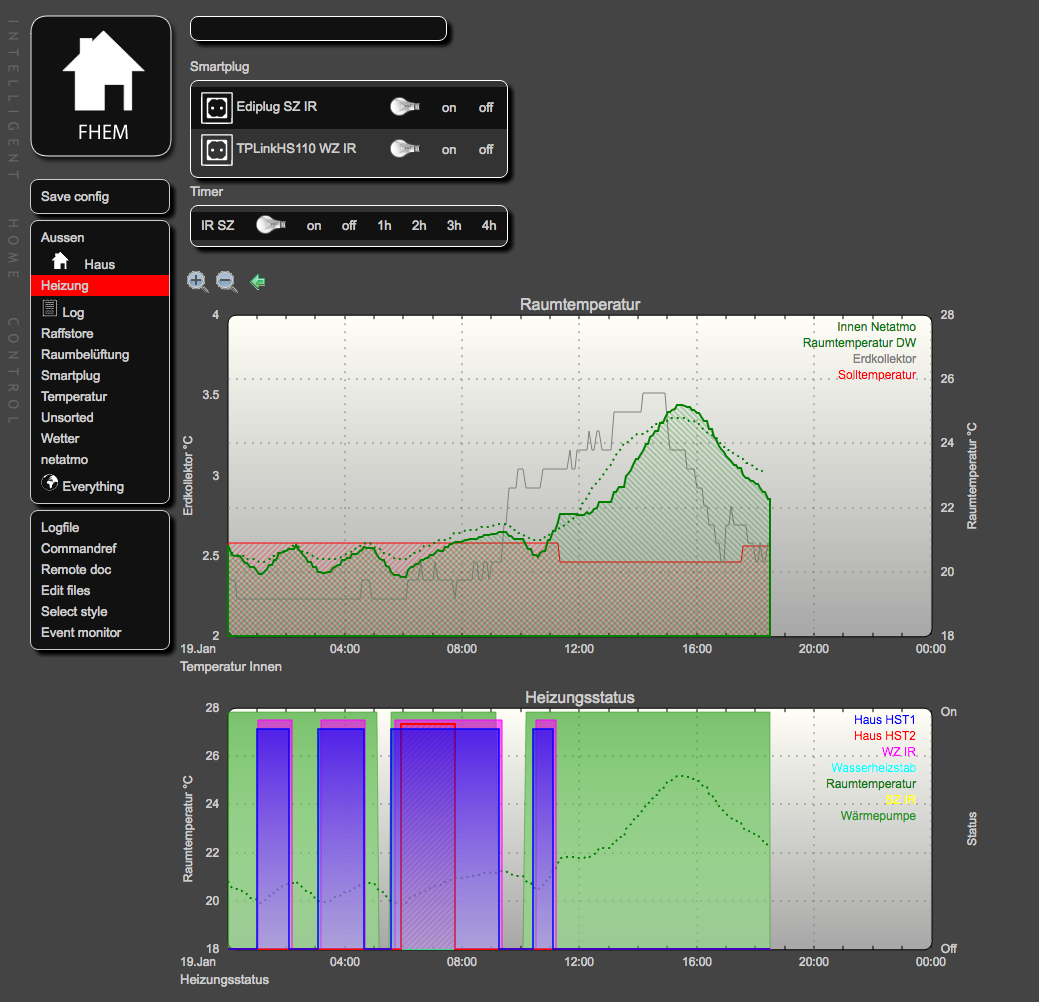 INTELLIGENT HOME CONTROL
FHEM
Save config
Aussen
Haus
Heizung
Log
Raffstore
Raumbelüftung
Smartplug
Temperatur
Unsorted
Wetter
netatmo
Everything
Logfile
Commandref
Remote doc
Edit files
Select style
Event monitor
Smartplug
Ediplug SZ IR on off
TPLinkHS110 WZ IR on off
Timer
IR SZ on off 1h 2h 3h 4h
Raumtemperatur
Innen Netatmo
Raumtemperatur DW
Erdkollektor
Solltemperatur
4
3.5
3
2.5
2
Erdkollektor °C
28
26
24
22
20
18
Raumtemperatur °C
19.Jan 04:00 08:00 12:00 16:00 20:00 00:00
Temperatur Innen
Heizungsstatus
Haus HST1
Haus HST2
WZ IR
Wasserheizstab
Raumtemperatur
SZ IR
Wärmepumpe
28
26
24
22
20
18
Raumtemperatur °C
On
Off
Status
19.Jan 04:00 08:00 12:00 16:00 20:00 00:00
Heizungsstatus